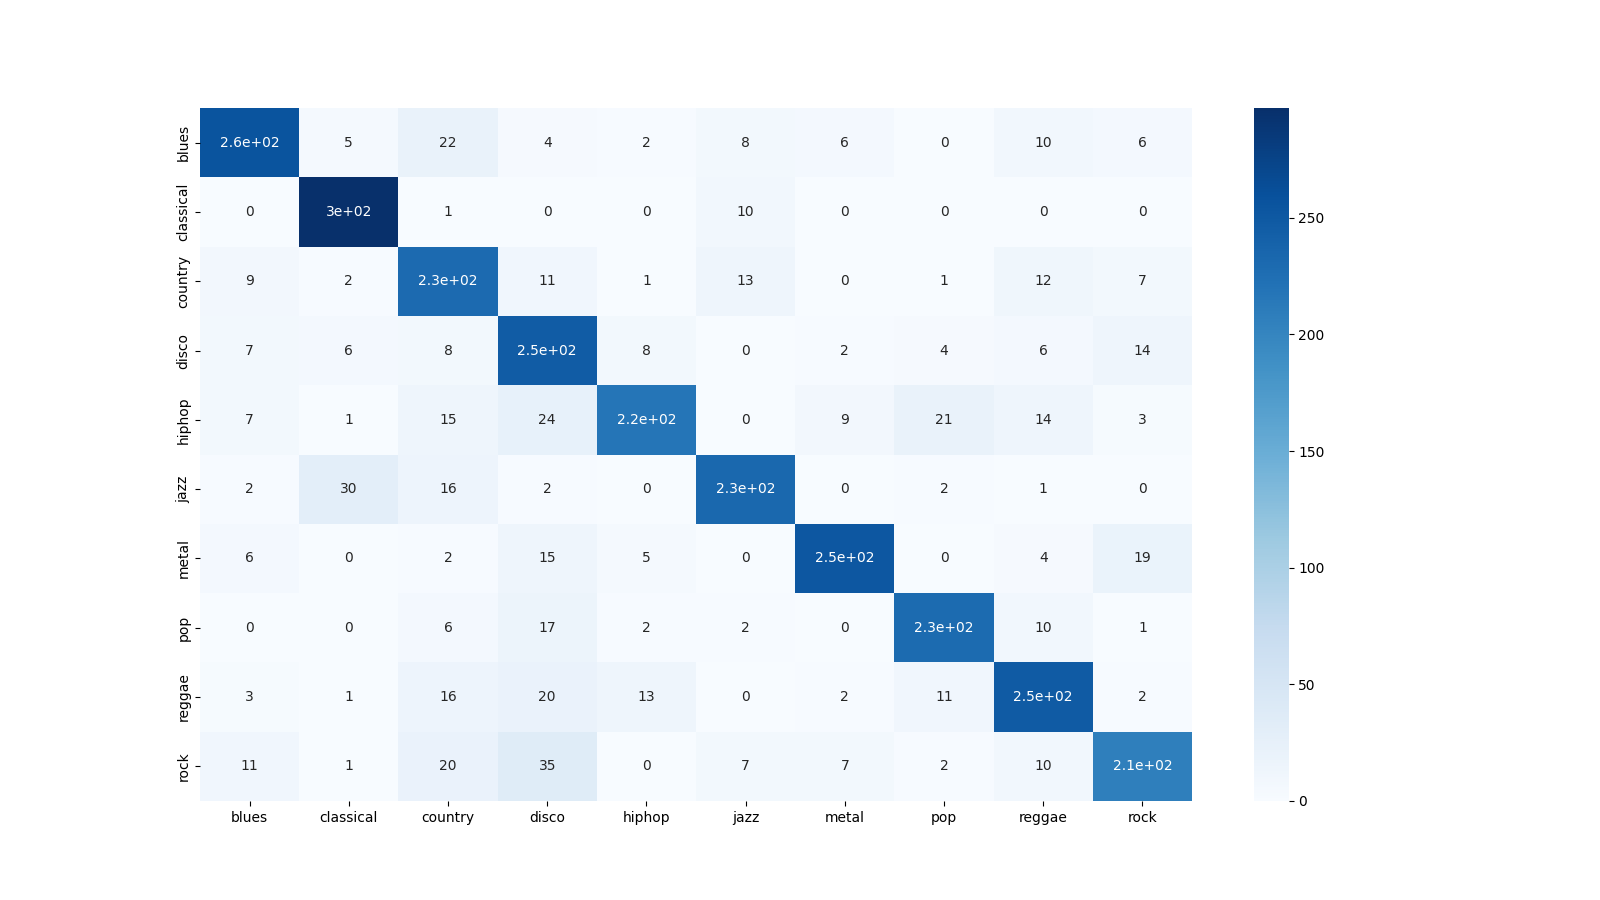 blues 2.6e+02 5 22 4 2 8 6 0 10 6
classical 0 3e+02 1 0 0 10 0 0 0 0
country 9 2 2.3e+02 11 1 13 0 1 12 7
disco 7 6 8 2.5e+02 8 0 2 4 6 14
hiphop 7 1 15 24 2.2e+02 0 9 21 14 3
jazz 2 30 16 2 0 2.3e+02 0 2 1 0
metal 6 0 2 15 5 0 2.5e+02 0 4 19
pop 0 0 6 17 2 2 0 2.3e+02 10 1
reggae 3 1 16 20 13 0 2 11 2.5e+02 2
rock 11 1 20 35 0 7 7 2 10 2.1e+02
blues classical country disco hiphop jazz metal pop reggae rock
250
200
150
100
50
0